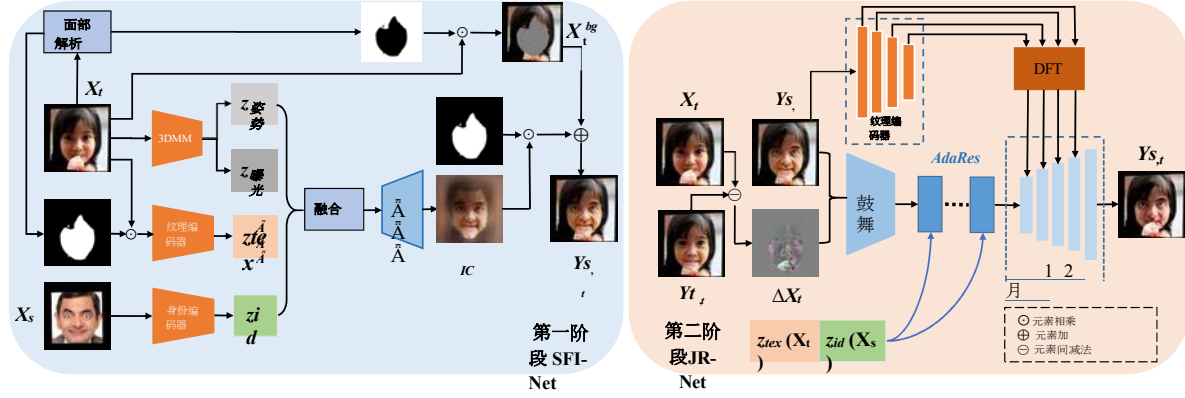 面部
解析
X_t
3DMM
z姿势
z曝光
X_t^bg
融合
纹理编
码器
ztex
Â
Â
X_s
身份编
码器
zid
Ä
Ä
Ä
IC
Ys,t
第一阶
段 SFI-
Net
X_t
Ys,
纹理编
码器
DFT
AdaRes
鼓
舞
Ys,t
Yt,t
ΔX_t
1 2
月
z_tex (X_t) z_id (X_s)
第二阶
段JR-
Net
元素相乘
元素加
元素间减法